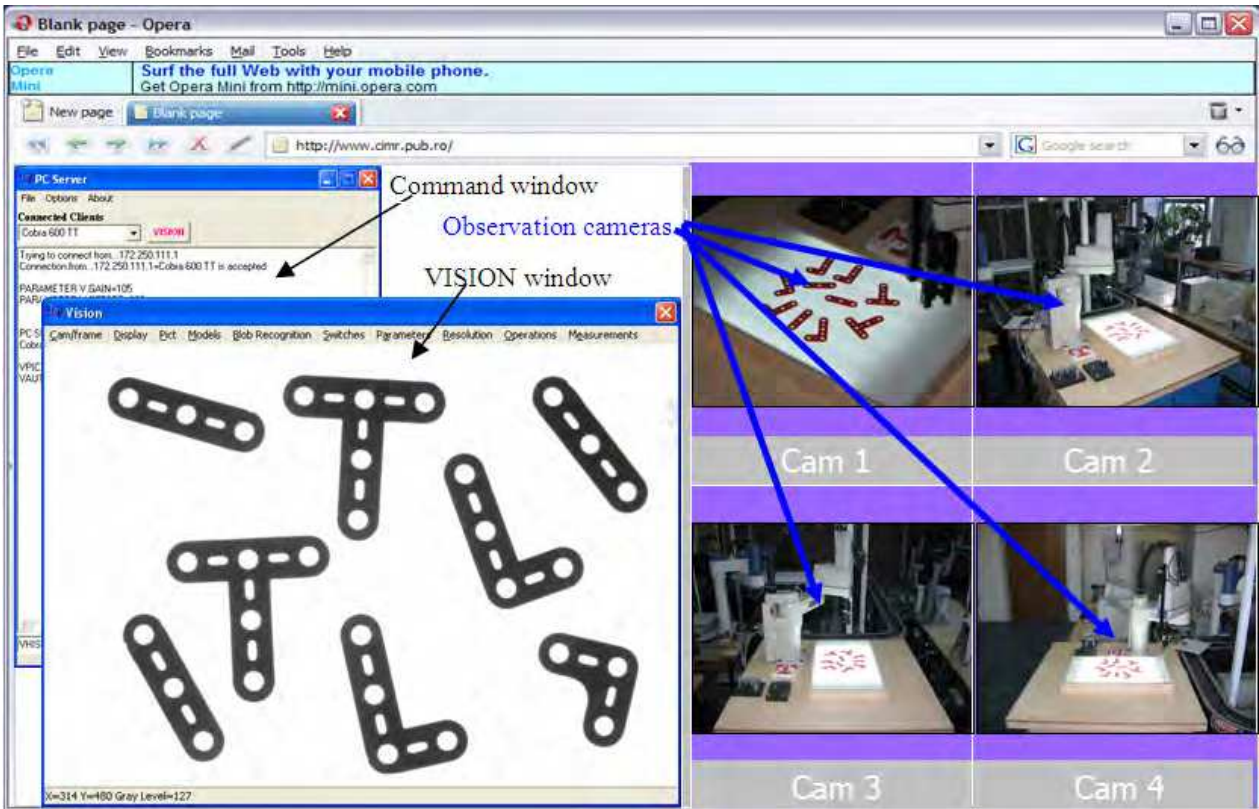 Blank page - Opera
File Edit View Bookmarks Mail Tools Help
Opera Mini
Surf the full Web with your mobile phone.
Get Opera Mini from http://mini.opera.com
New page
Blank page
http://www.cimr.pub.ro/
Google search
PC Server
File Options About
Connected Clients
Cobra 600 TT
VISION
Trying to connect from...172.250.111.1
Connection from...172.250.111.1=Cobra 600 TT is accepted
PARAMETER V.GAIN=105
Command window
Observation cameras
VISION window
Vision
Cam/frame Display Pict Models Blob Recognition Switches Parameters Resolution Operations Measurements
X=314 Y=480 Gray Level=127
Cam 1
Cam 2
Cam 3
Cam 4